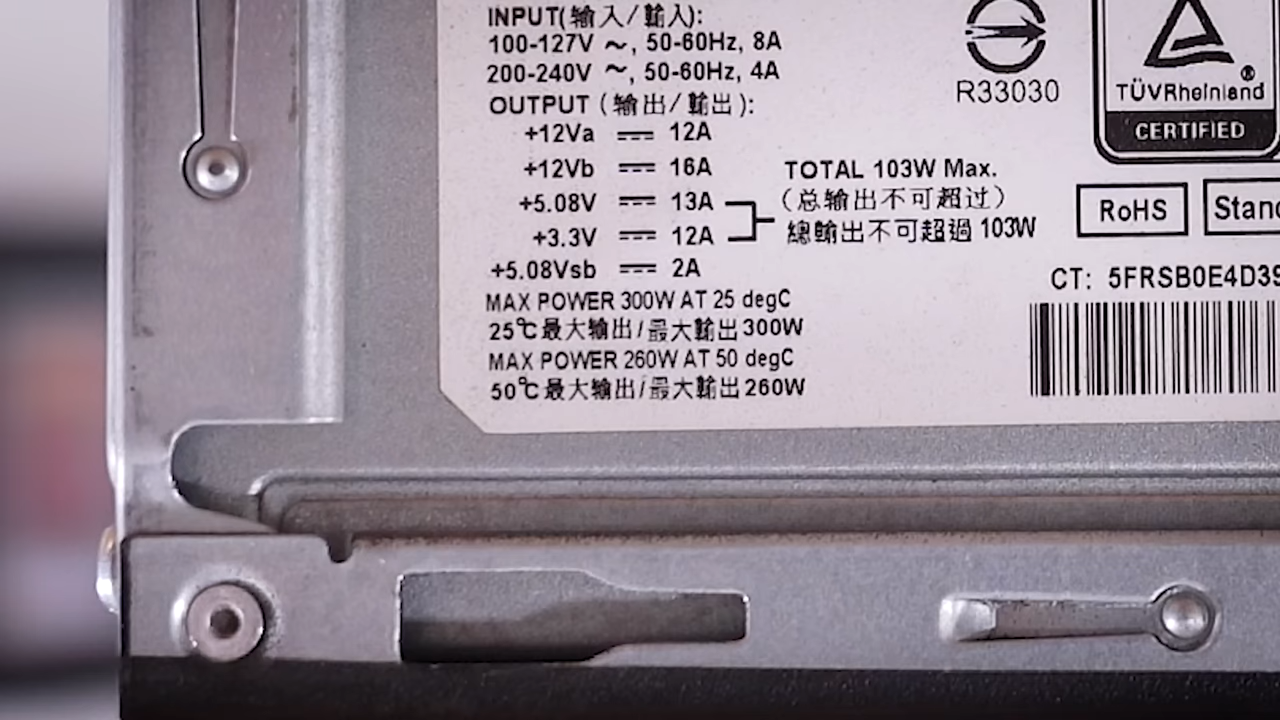 INPUT(输入/輸入):
100-127V ～, 50-60Hz, 8A
200-240V ～, 50-60Hz, 4A
OUTPUT (输出/輸出):
+12Va ⎓ 12A
+12Vb ⎓ 16A
+5.08V ⎓ 13A
+3.3V ⎓ 12A
+5.08Vsb ⎓ 2A
TOTAL 103W Max.
(总输出不可超过)
總輸出不可超過 103W
MAX POWER 300W AT 25 degC
25℃最大输出/最大輸出300W
MAX POWER 260W AT 50 degC
50℃最大输出/最大輸出260W
R33030
TÜVRheinland®
CERTIFIED
RoHS
CT: 5FRSB0E4D3